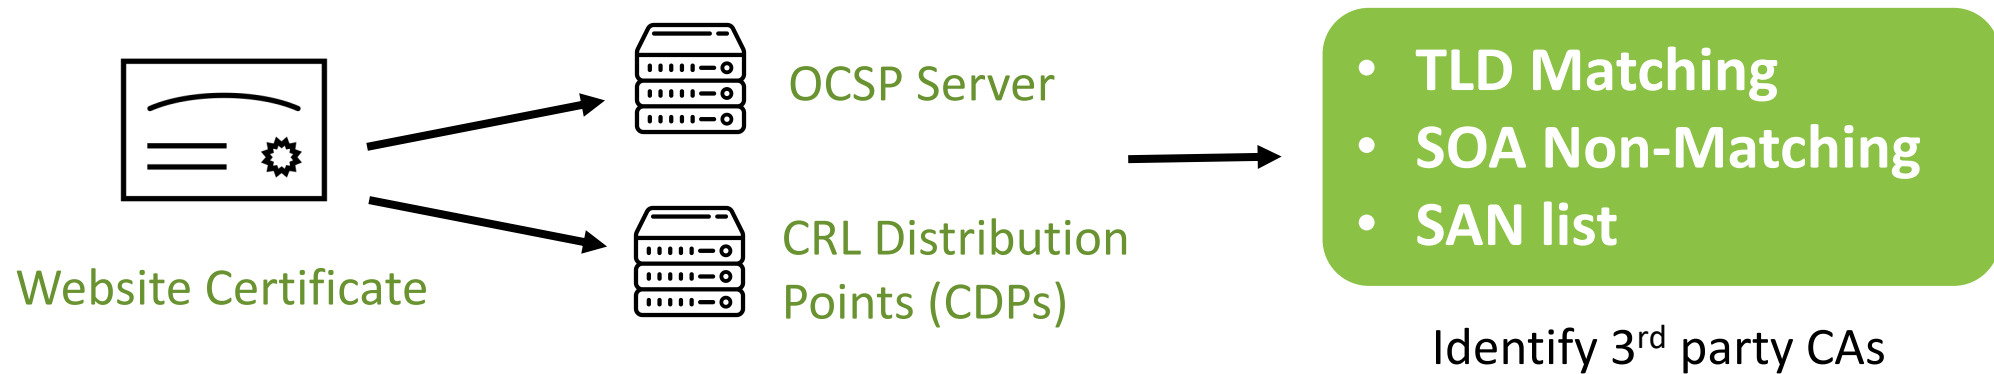 Website Certificate
OCSP Server
CRL Distribution
Points (CDPs)
• TLD Matching
• SOA Non-Matching
• SAN list
Identify 3rd party CAs